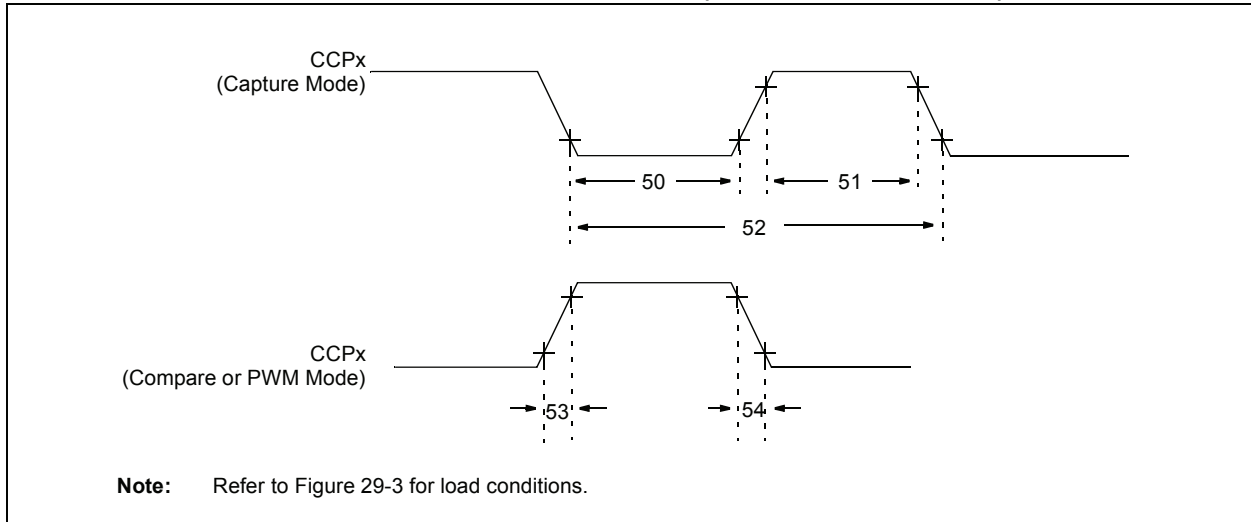 CCPx
(Capture Mode)
50
51
52
CCPx
(Compare or PWM Mode)
53
54
Note: Refer to Figure 29-3 for load conditions.